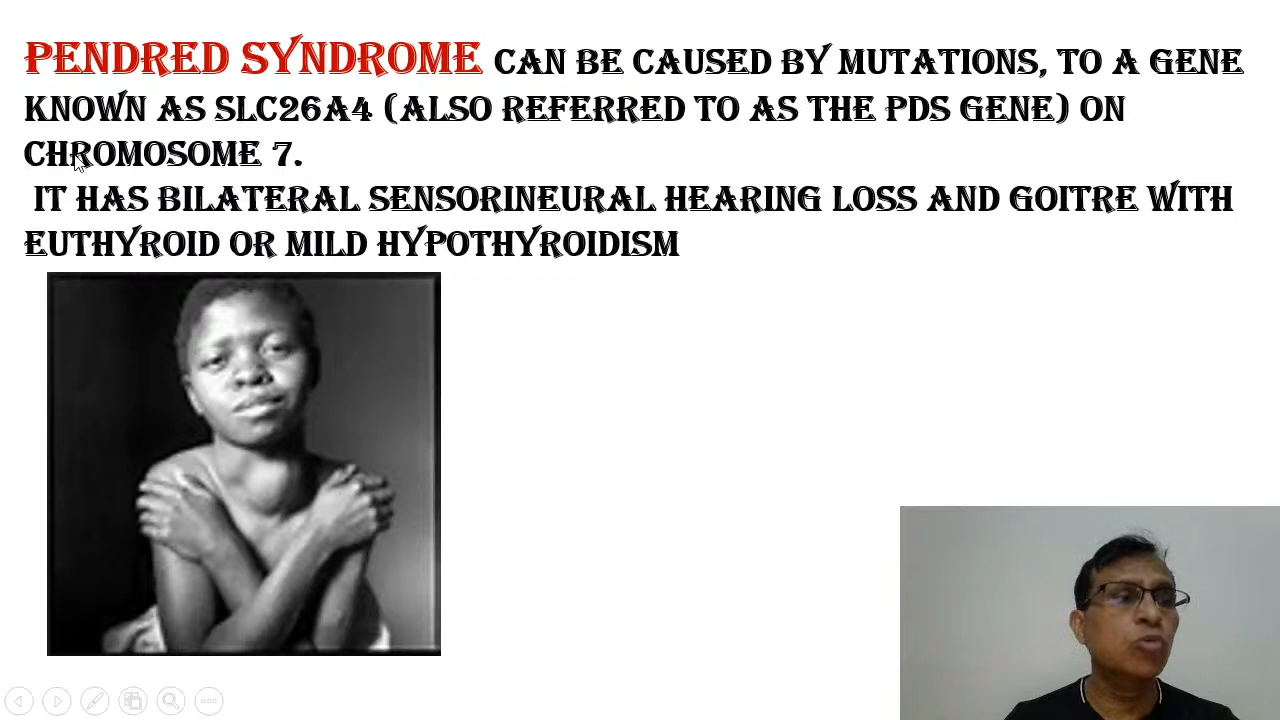 PENDRED SYNDROME CAN BE CAUSED BY MUTATIONS, TO A GENE
KNOWN AS SLC26A4 (ALSO REFERRED TO AS THE PDS GENE) ON
CHROMOSOME 7.
IT HAS BILATERAL SENSORINEURAL HEARING LOSS AND GOITRE WITH
EUTHYROID OR MILD HYPOTHYROIDISM